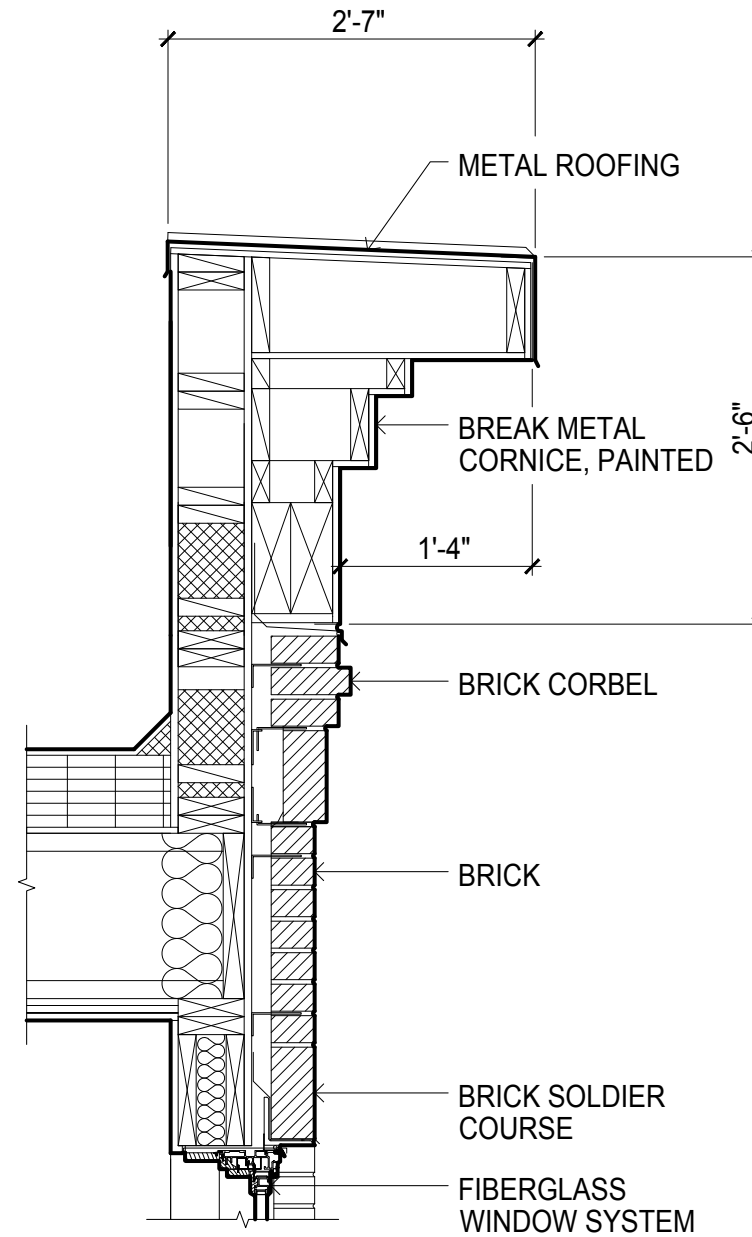 2'-7"
METAL ROOFING
2'-6"
BREAK METAL
CORNICE, PAINTED
1'-4"
BRICK CORBEL
BRICK
BRICK SOLDIER
COURSE
FIBERGLASS
WINDOW SYSTEM